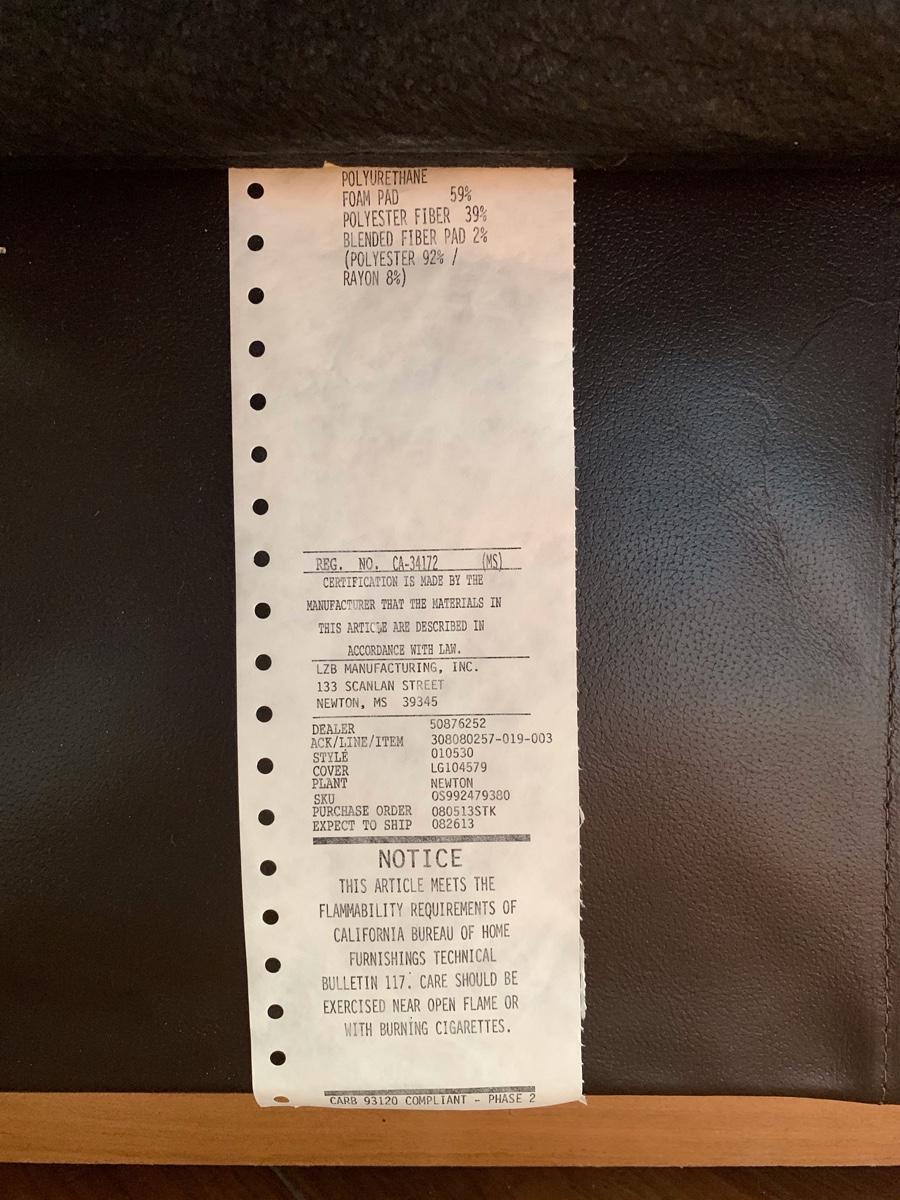 POLYURETHANE
FOAM PAD 59%
POLYESTER FIBER 39%
BLENDED FIBER PAD 2%
(POLYESTER 92% /
RAYON 8%)
REG. NO. CA-34172 (MS)
CERTIFICATION IS MADE BY THE
MANUFACTURER THAT THE MATERIALS IN
THIS ARTICLE ARE DESCRIBED IN
ACCORDANCE WITH LAW.
LZB MANUFACTURING, INC.
133 SCANLAN STREET
NEWTON, MS 39345
DEALER 50876252
ACK/LINE/ITEM 308080257-019-003
STYLE 010530
COVER LG104579
PLANT NEWTON
SKU OS992479380
PURCHASE ORDER 080513STK
EXPECT TO SHIP 082613
NOTICE
THIS ARTICLE MEETS THE
FLAMMABILITY REQUIREMENTS OF
CALIFORNIA BUREAU OF HOME
FURNISHINGS TECHNICAL
BULLETIN 117. CARE SHOULD BE
EXERCISED NEAR OPEN FLAME OR
WITH BURNING CIGARETTES.
CARB 93120 COMPLIANT - PHASE 2